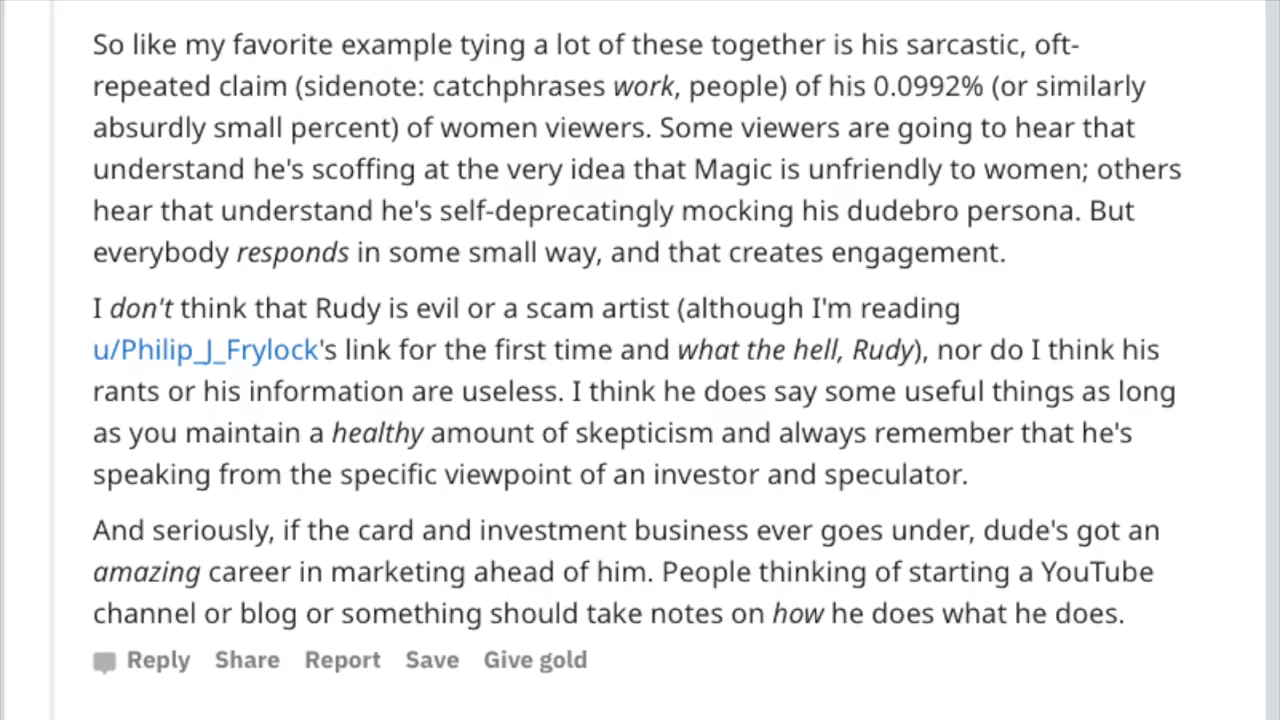 So like my favorite example tying a lot of these together is his sarcastic, oft-
repeated claim (sidenote: catchphrases work, people) of his 0.0992% (or similarly
absurdly small percent) of women viewers. Some viewers are going to hear that
understand he's scoffing at the very idea that Magic is unfriendly to women; others
hear that understand he's self-deprecatingly mocking his dudebro persona. But
everybody responds in some small way, and that creates engagement.
I don't think that Rudy is evil or a scam artist (although I'm reading
u/Philip_J_Frylock's link for the first time and what the hell, Rudy), nor do I think his
rants or his information are useless. I think he does say some useful things as long
as you maintain a healthy amount of skepticism and always remember that he's
speaking from the specific viewpoint of an investor and speculator.
And seriously, if the card and investment business ever goes under, dude's got an
amazing career in marketing ahead of him. People thinking of starting a YouTube
channel or blog or something should take notes on how he does what he does.
Reply Share Report Save Give gold